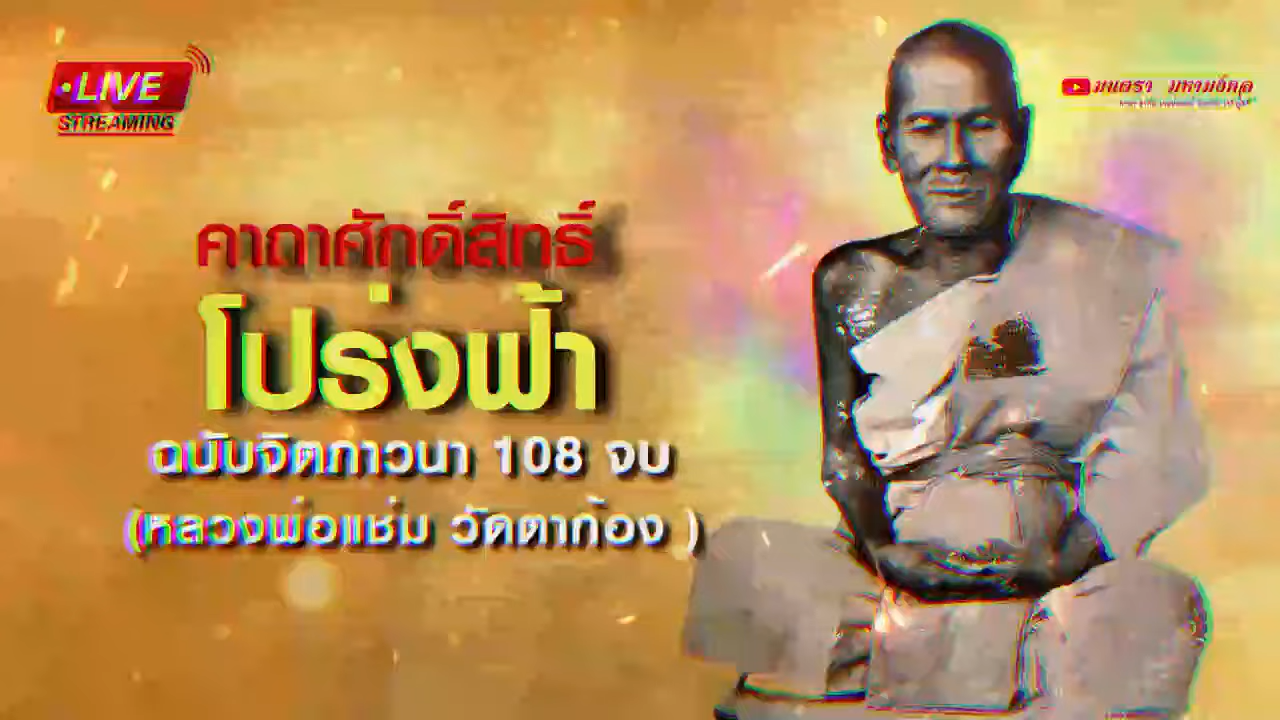 LIVE
STREAMING
มนตรา มหามงคล
คาถาศักดิ์สิทธิ์
โปร่งฟ้า
ฉบับจิตภาวนา 108 จบ
(หลวงพ่อแช่ม วัดตาก้อง )